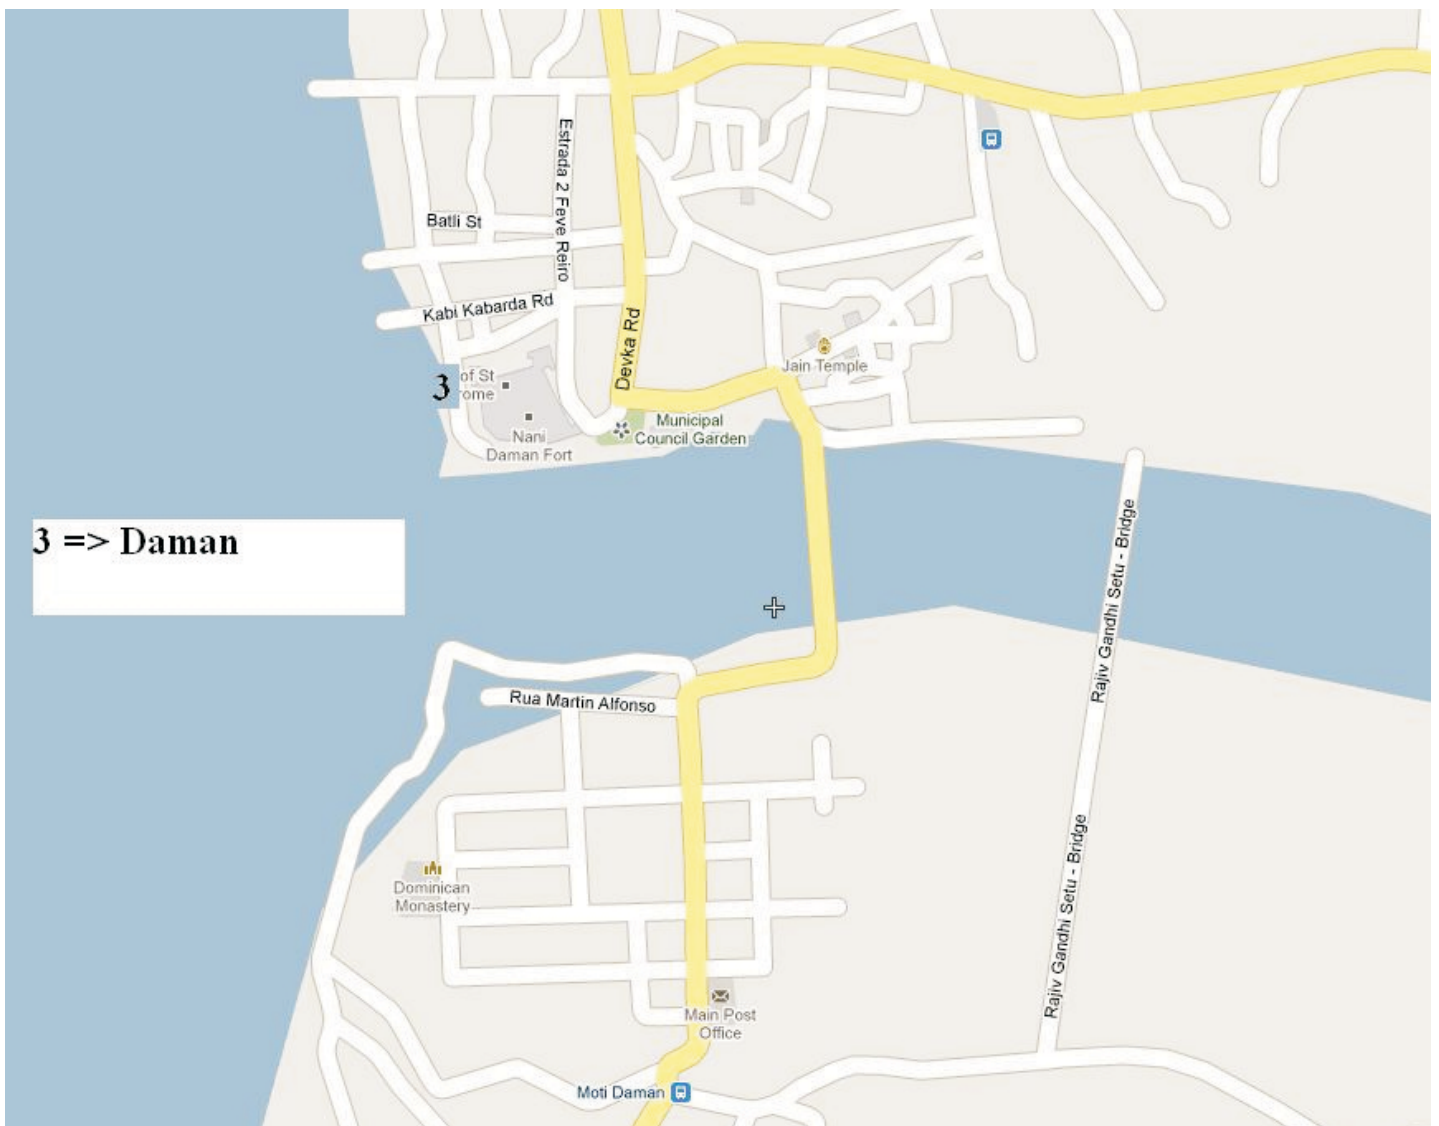 Estrada 2 Feve Reiro
Batli St
Kabi Kabarda Rd
Devka Rd
Jain Temple
3
of St
rome
Municipal
Council Garden
Nani
Daman Fort
3 => Daman
Rajiv Gandhi Setu - Bridge
Rua Martin Alfonso
Rajiv Gandhi Setu - Bridge
Dominican
Monastery
Main Post
Office
Moti Daman